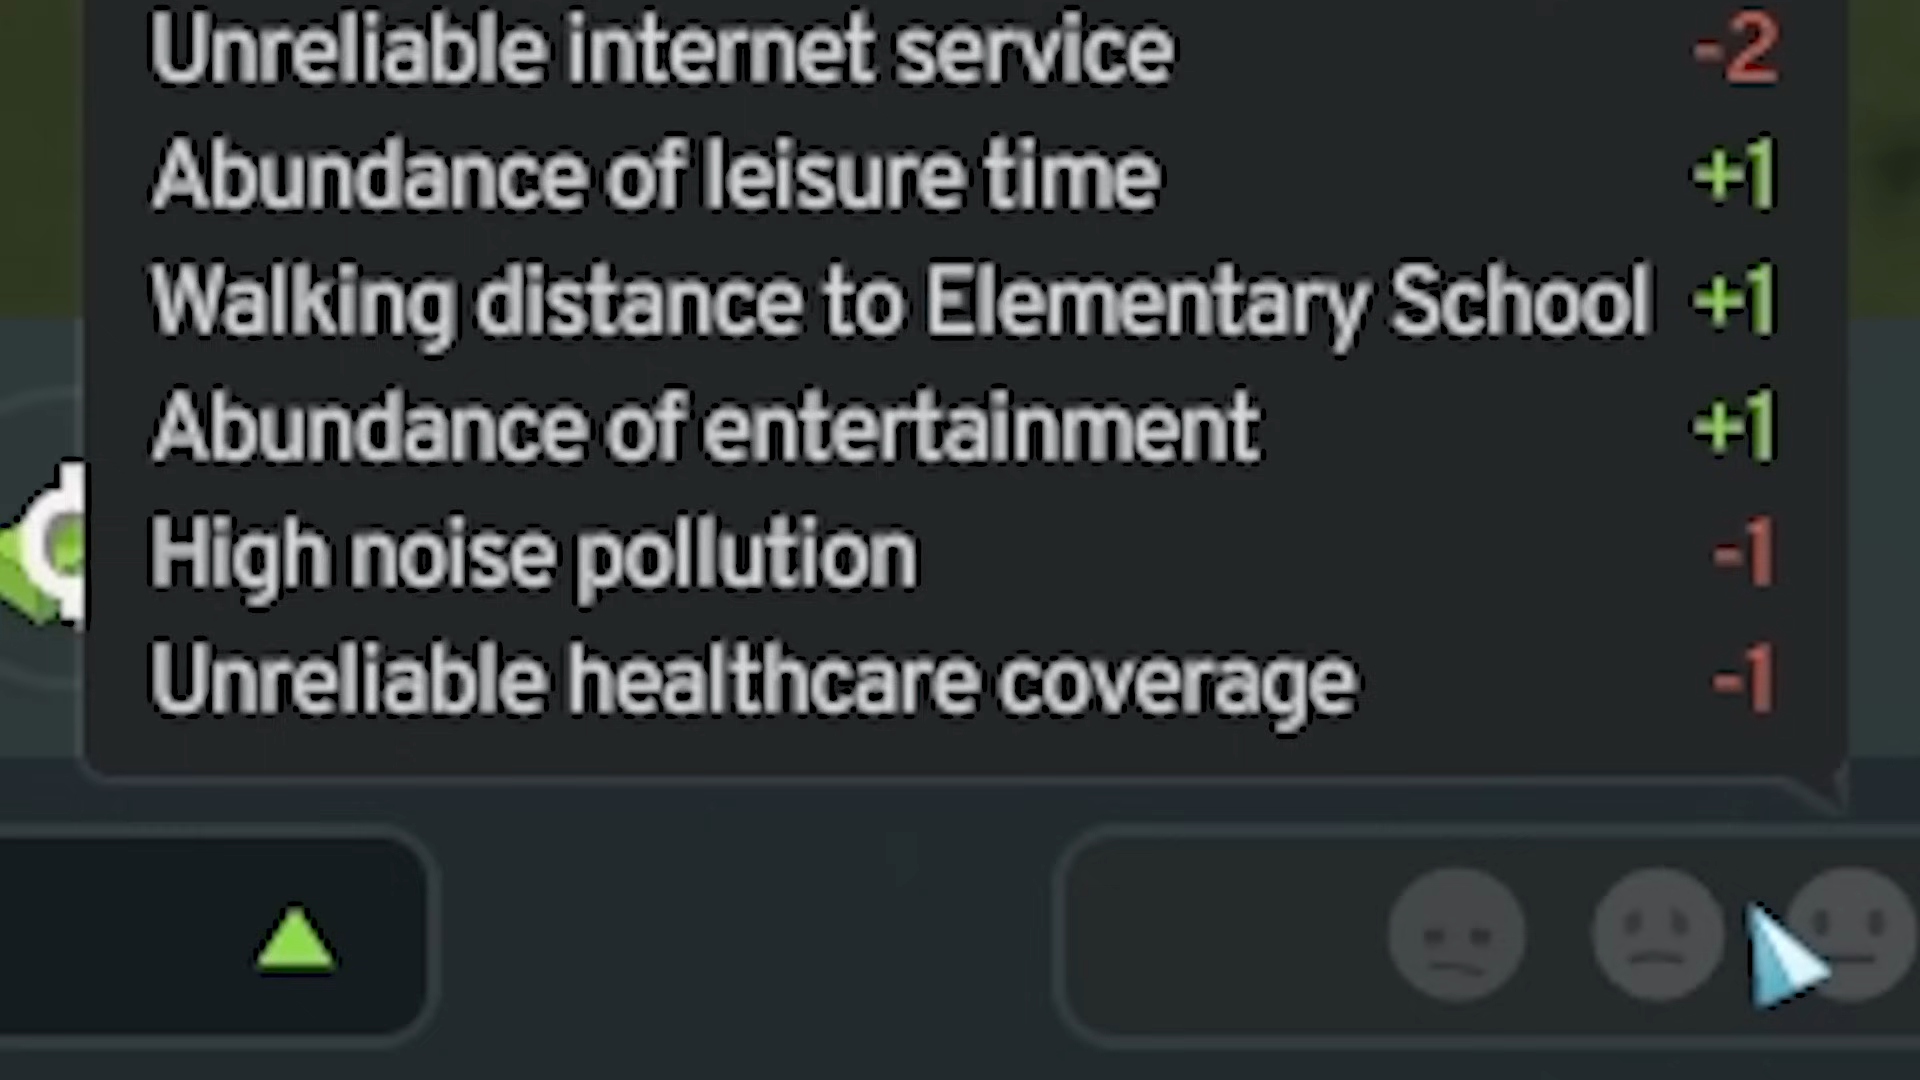 Unreliable internet service -2
Abundance of leisure time +1
Walking distance to Elementary School +1
Abundance of entertainment +1
High noise pollution -1
Unreliable healthcare coverage -1